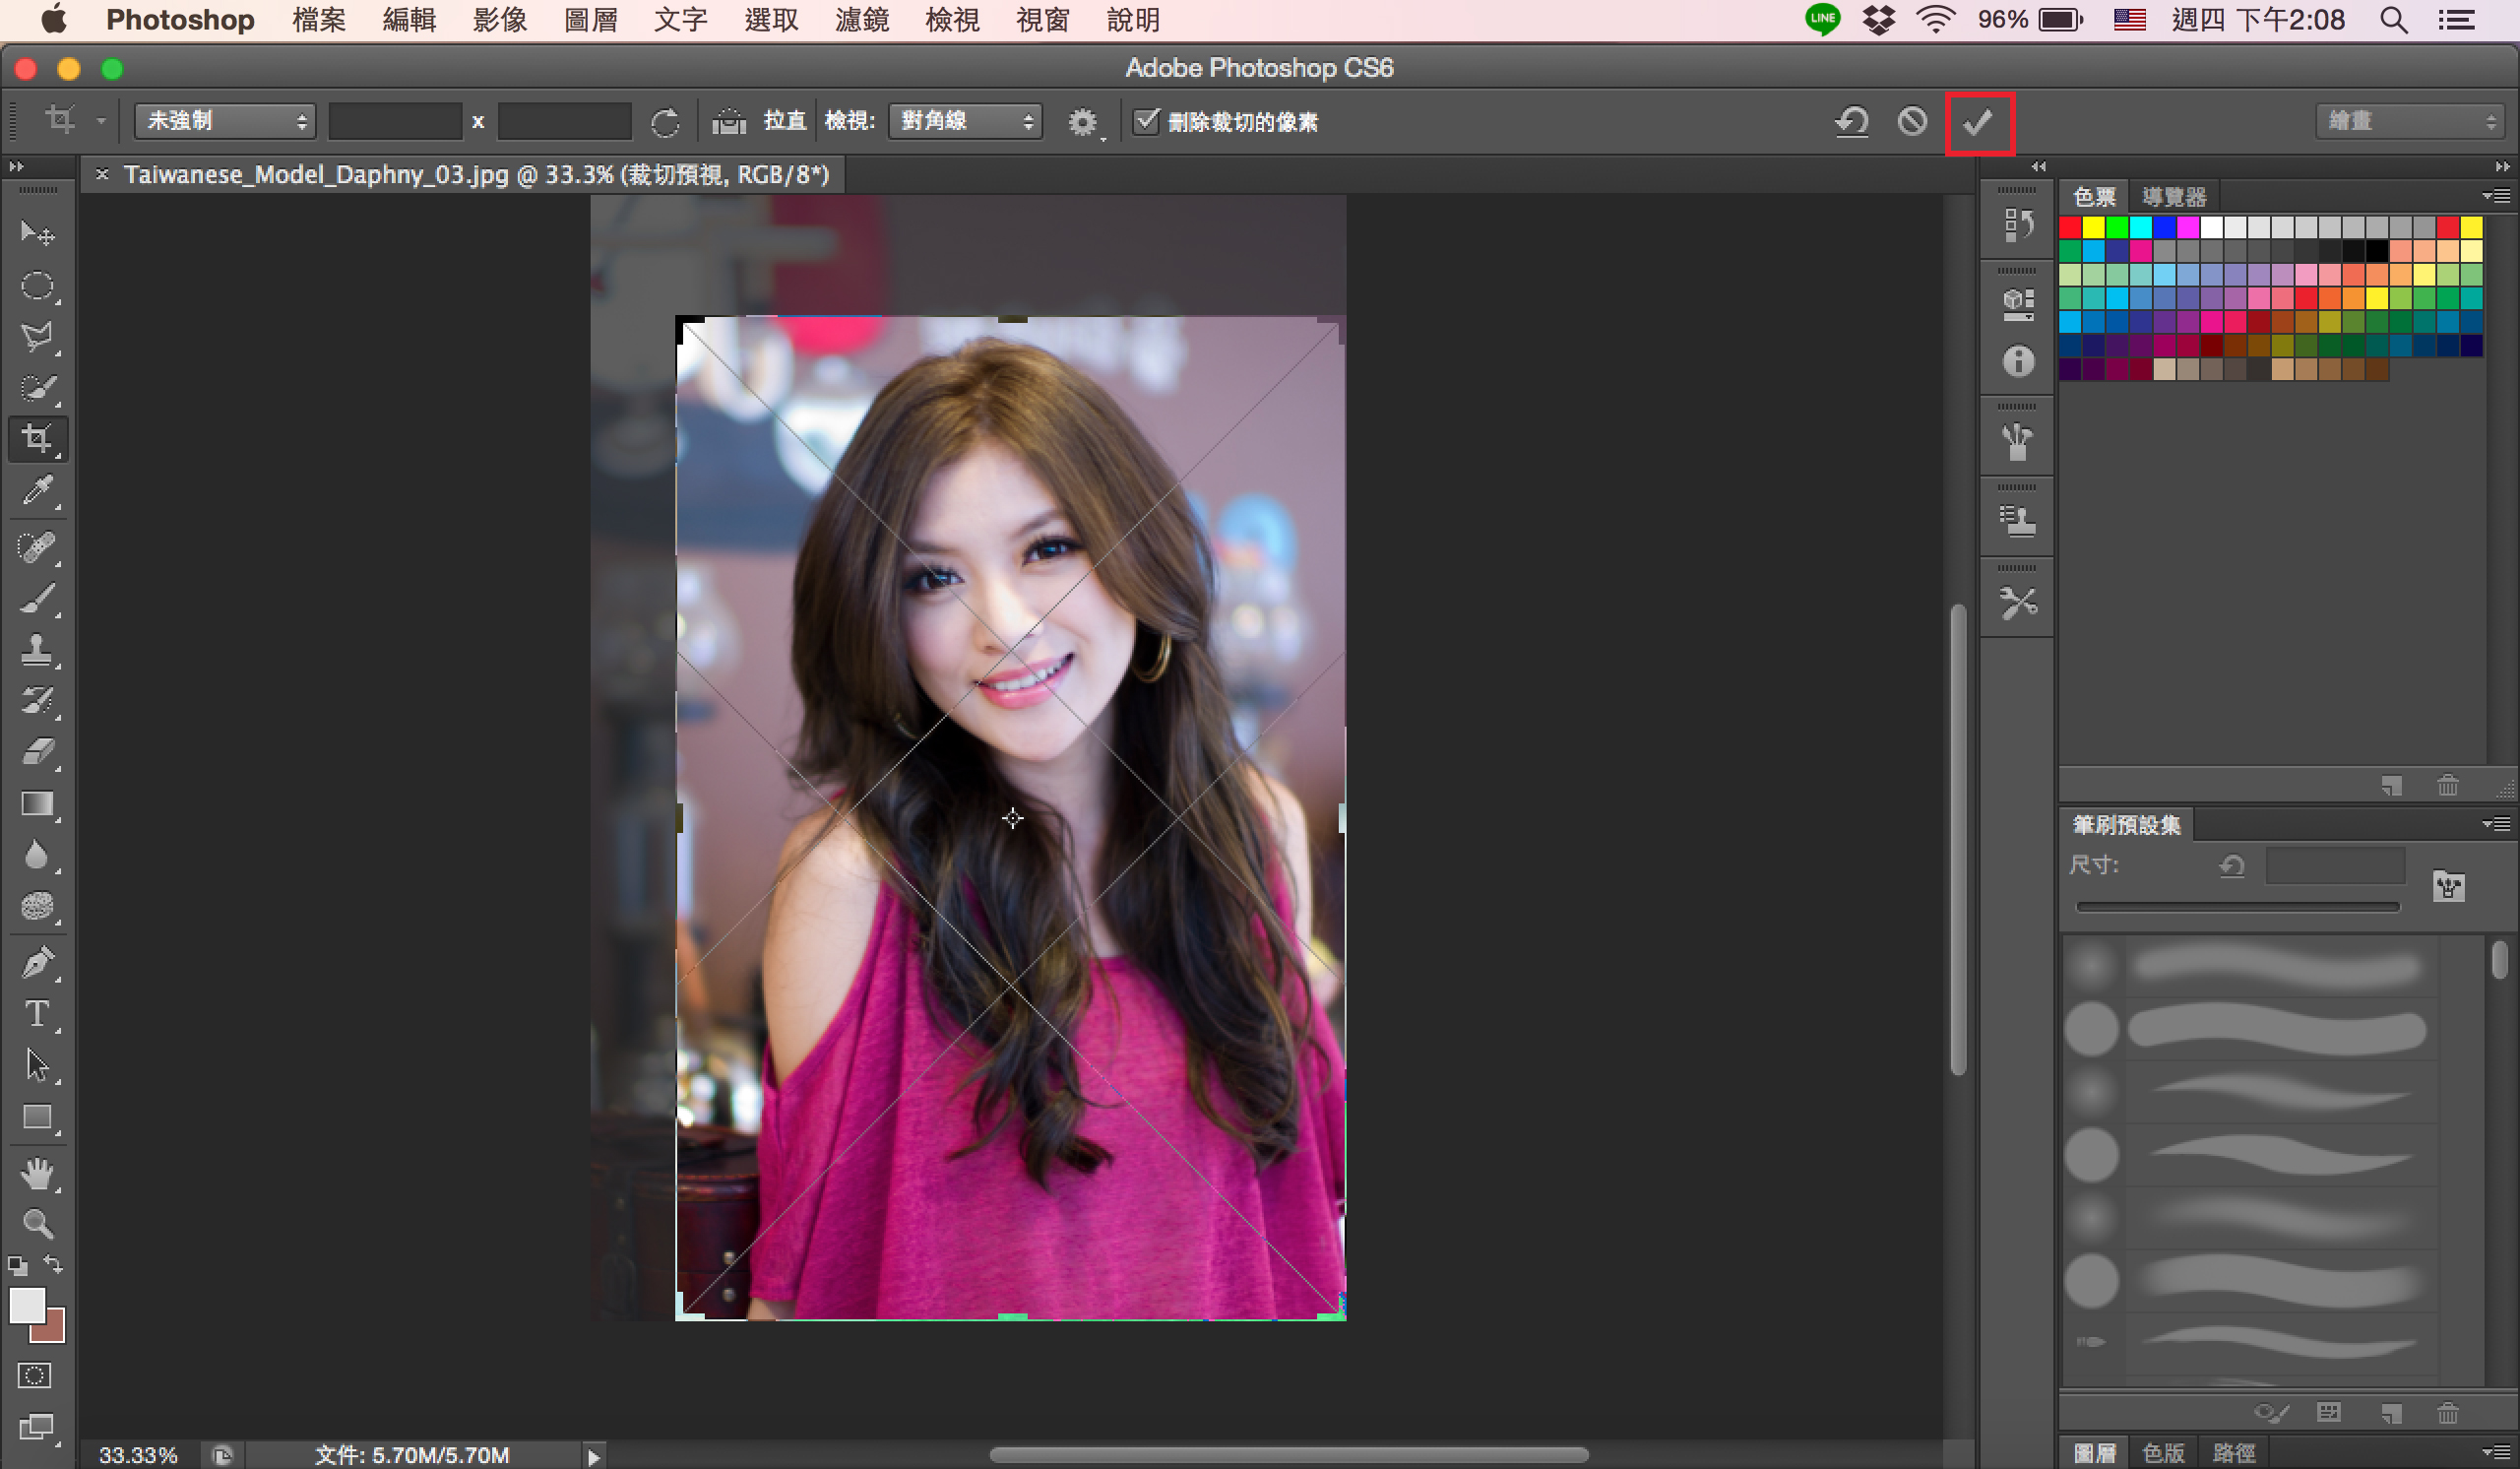 Photoshop 檔案 編輯 影像 圖層 文字 選取 濾鏡 檢視 視窗 說明 LINE 96% 週四 下午2:08
Adobe Photoshop CS6
未強制 x 拉直 檢視: 對角線 刪除裁切的像素 繪畫
× Taiwanese_Model_Daphny_03.jpg @ 33.3% (裁切預視, RGB/8*)
色票 導覽器
筆刷預設集
尺寸:
33.33% 文件: 5.70M/5.70M
圖層 色版 路徑